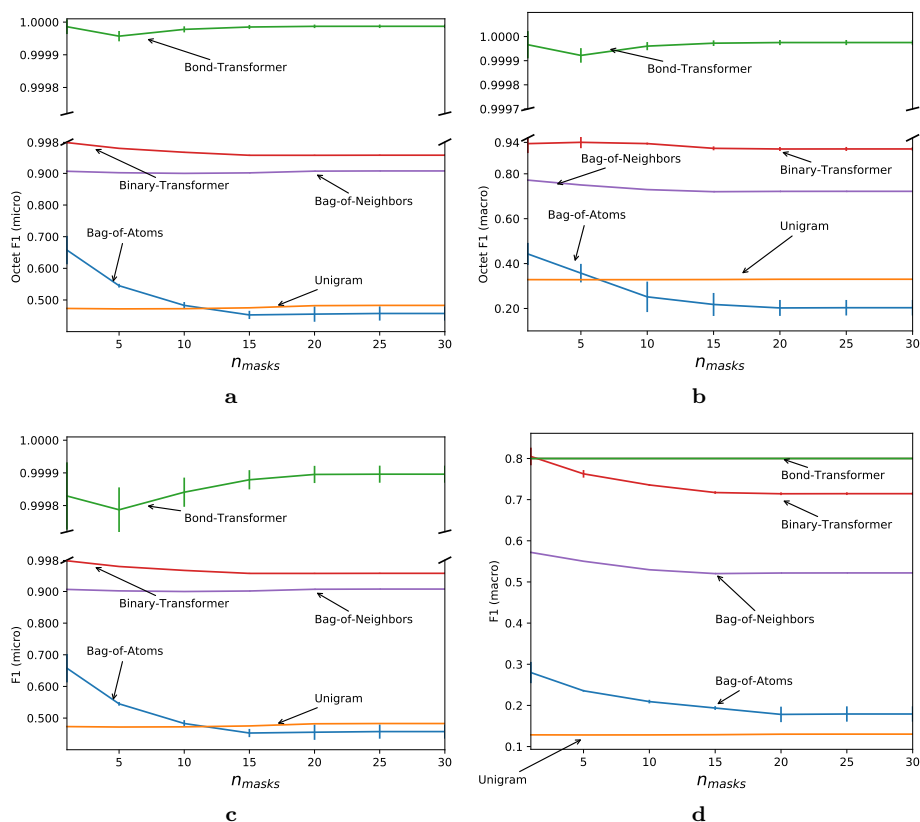 1.0000
0.9999
0.9998
0.998
0.900
0.700
0.600
0.500
Octet F1 (micro)
Bond-Transformer
Binary-Transformer
Bag-of-Neighbors
Bag-of-Atoms
Unigram
5 10 15 20 25 30
n_masks
a
1.0000
0.9999
0.9997
0.94
0.80
0.60
0.40
0.20
Octet F1 (macro)
Bond-Transformer
Bag-of-Neighbors
Binary-Transformer
Bag-of-Atoms
Unigram
5 10 15 20 25 30
n_masks
b
1.0000
0.9999
0.9998
0.998
0.900
0.700
0.600
0.500
F1 (micro)
Bond-Transformer
Binary-Transformer
Bag-of-Neighbors
Bag-of-Atoms
Unigram
5 10 15 20 25 30
n_masks
c
0.8
0.7
0.6
0.5
0.4
0.3
0.2
0.1
F1 (macro)
Bond-Transformer
Binary-Transformer
Bag-of-Neighbors
Bag-of-Atoms
Unigram
5 10 15 20 25 30
n_masks
d